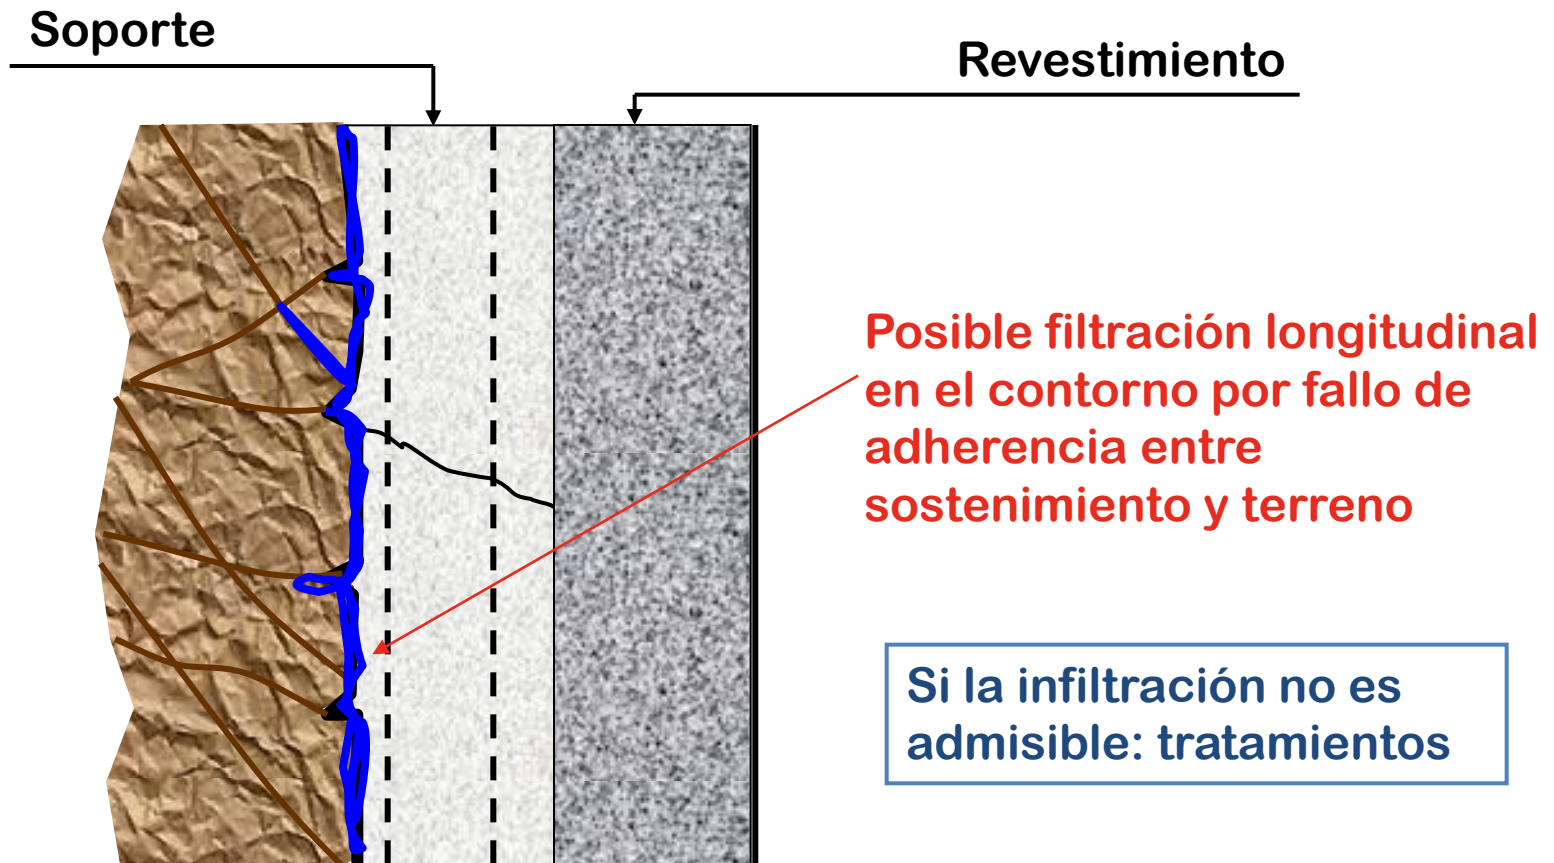 Soporte
Revestimiento
Posible filtración longitudinal
en el contorno por fallo de
adherencia entre
sostenimiento y terreno
Si la infiltración no es
admisible: tratamientos